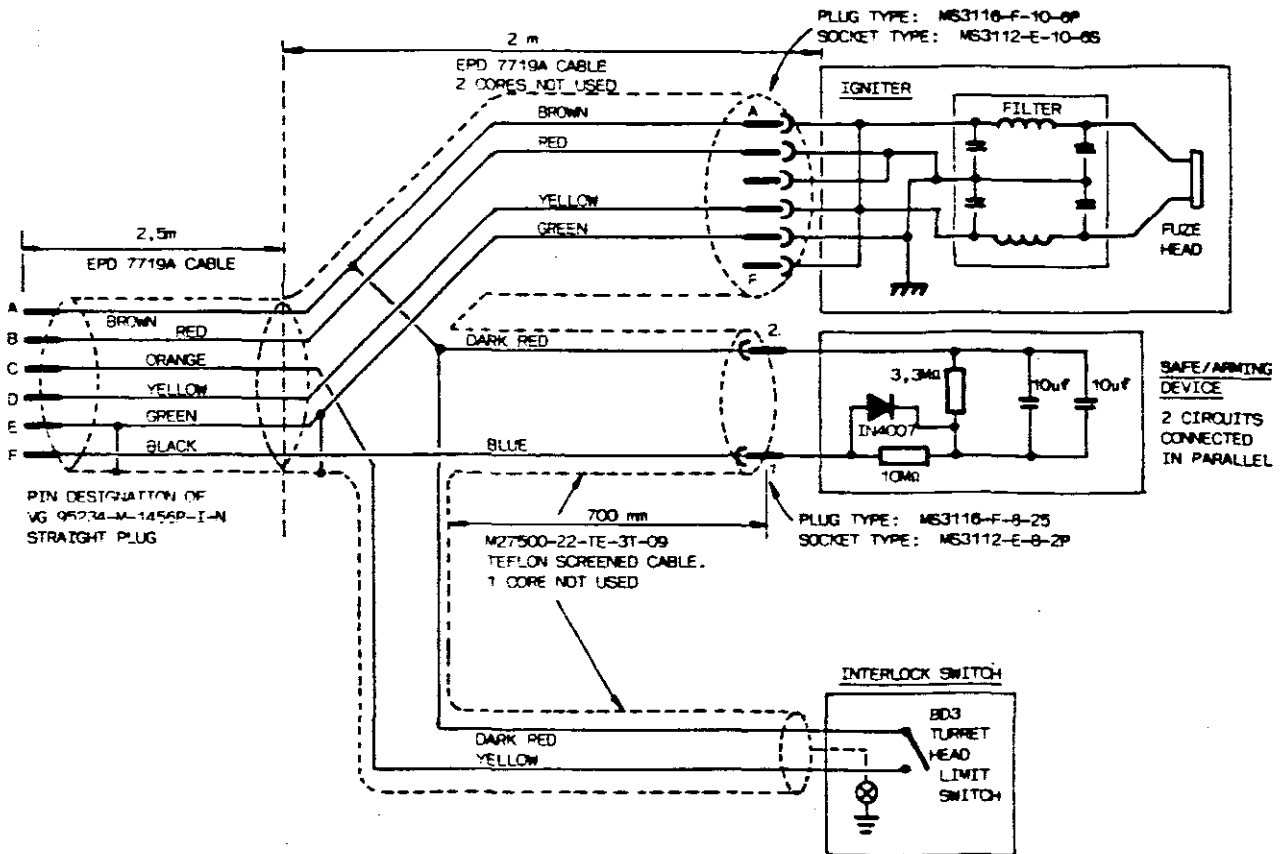 PLUG TYPE: MS3116-F-10-6P
SOCKET TYPE: MS3112-E-10-6S
2 m
EPD 7719A CABLE
2 CORES NOT USED
IGNITER
FILTER
BROWN
A
RED
YELLOW
GREEN
F
FUZE
HEAD
2,5m
EPD 7719A CABLE
A
BROWN
B
RED
C
ORANGE
D
YELLOW
E
GREEN
F
BLACK
DARK RED
2.
BLUE
1
3,3MΩ
10uf
10uf
IN4007
10MΩ
SAFE/ARMING
DEVICE
2 CIRCUITS
CONNECTED
IN PARALLEL
PIN DESIGNATION OF
VG 95234-M-14S6P-I-N
STRAIGHT PLUG
700 mm
M27500-22-TE-3T-09
TEFLON SCREENED CABLE.
1 CORE NOT USED
PLUG TYPE: MS3116-F-8-2S
SOCKET TYPE: MS3112-E-8-2P
INTERLOCK SWITCH
DARK RED
YELLOW
BD3
TURRET
HEAD
LIMIT
SWITCH